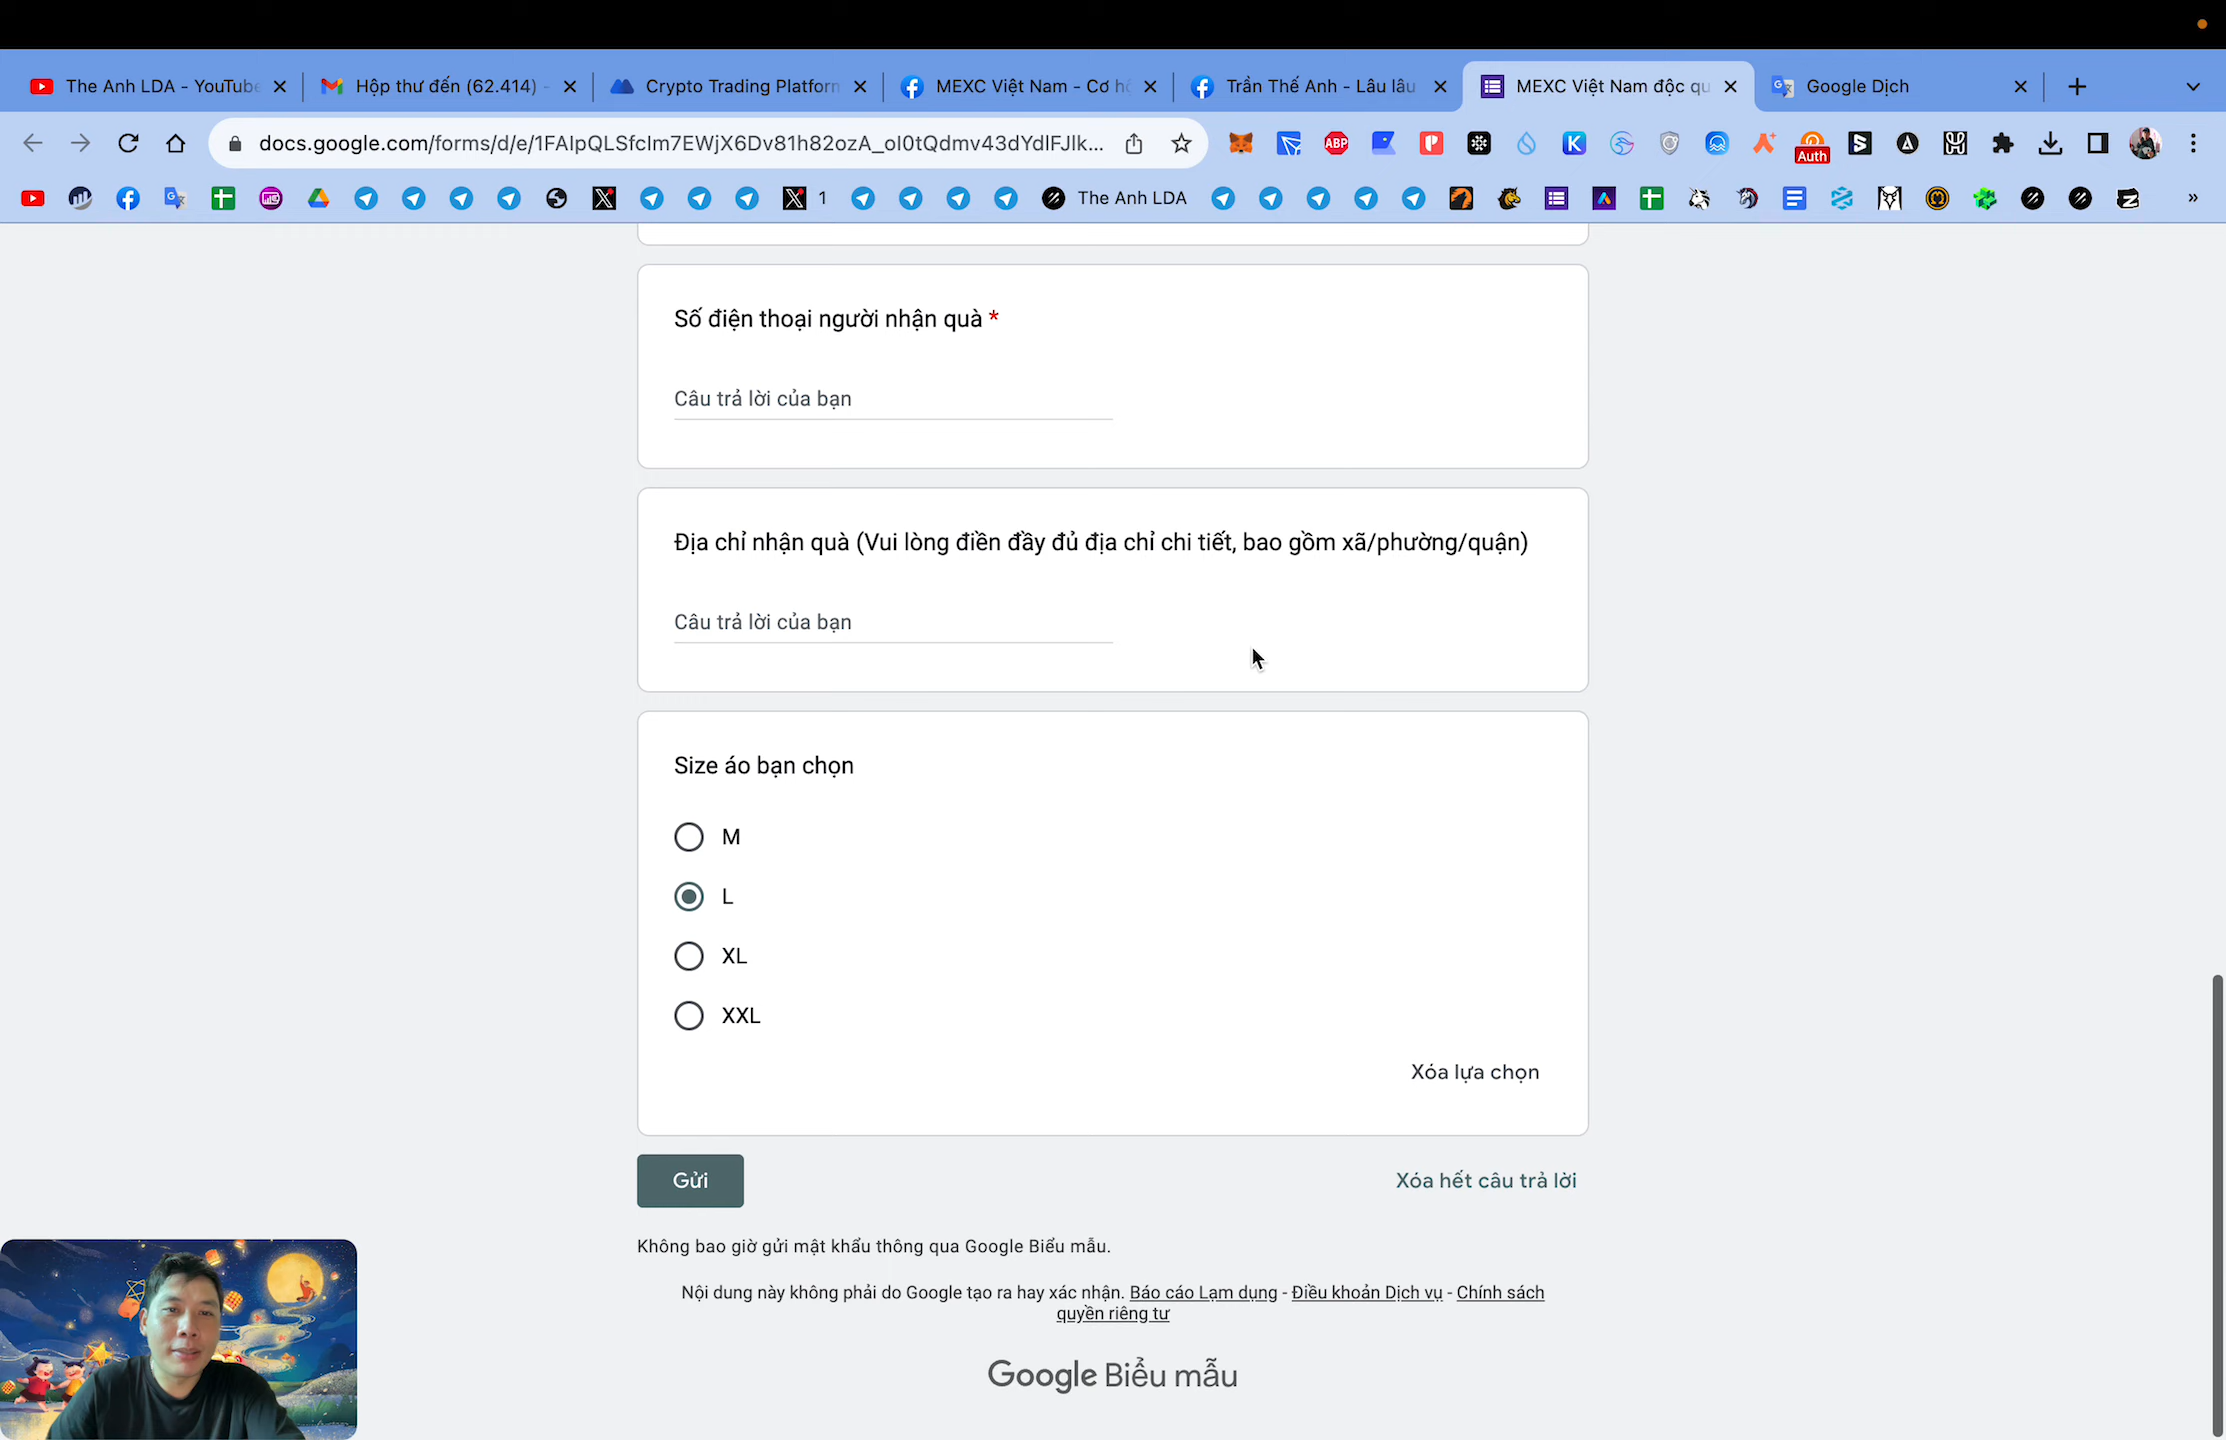 The Anh LDA - YouTube
Hộp thư đến (62.414) -
Crypto Trading Platform
MEXC Việt Nam - Cơ hộ
Trần Thế Anh - Lâu lâu
MEXC Việt Nam độc qu
Google Dịch
docs.google.com/forms/d/e/1FAIpQLSfcIm7EWjX6Dv81h82ozA_oI0tQdmv43dYdIFJlk...
ABP
Auth
1
The Anh LDA
Số điện thoại người nhận quà *
Câu trả lời của bạn
Địa chỉ nhận quà (Vui lòng điền đầy đủ địa chỉ chi tiết, bao gồm xã/phường/quận)
Câu trả lời của bạn
Size áo bạn chọn
M
L
XL
XXL
Xóa lựa chọn
Gửi
Xóa hết câu trả lời
Không bao giờ gửi mật khẩu thông qua Google Biểu mẫu.
Nội dung này không phải do Google tạo ra hay xác nhận. Báo cáo Lạm dụng - Điều khoản Dịch vụ - Chính sách
quyền riêng tư
Google Biểu mẫu